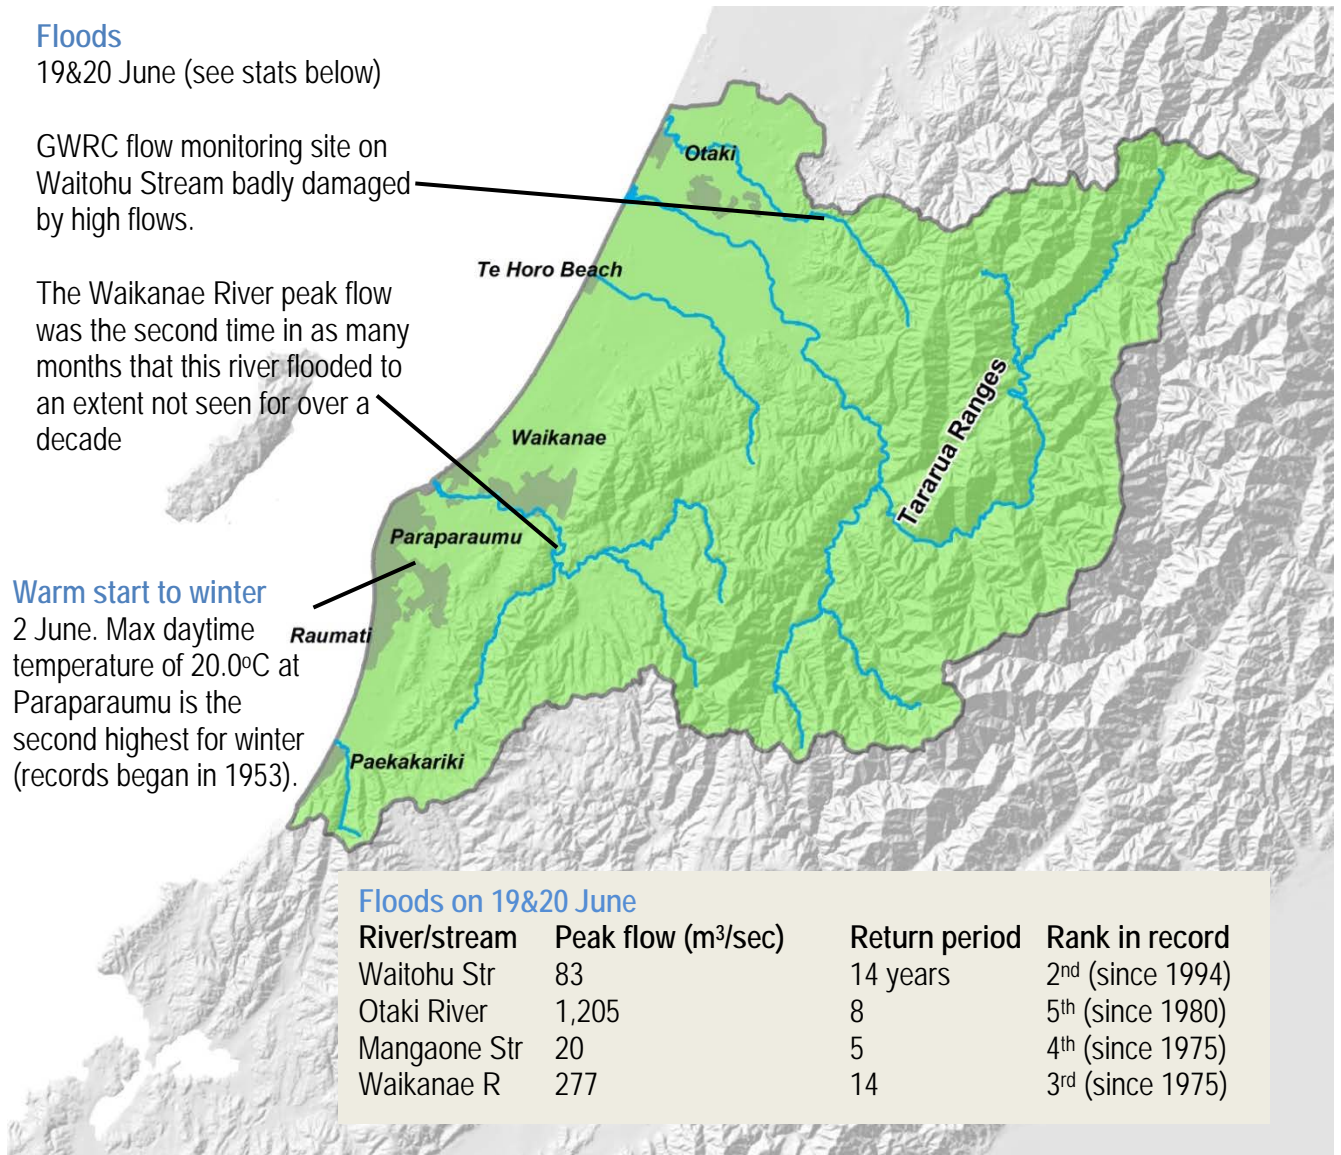 Floods
19&20 June (see stats below)
GWRC flow monitoring site on
Waitohu Stream badly damaged
by high flows.
The Waikanae River peak flow
was the second time in as many
months that this river flooded to
an extent not seen for over a
decade
Warm start to winter
2 June. Max daytime
temperature of 20.0ºC at
Paraparaumu is the
second highest for winter
(records began in 1953).
Otaki
Te Horo Beach
Waikanae
Paraparaumu
Raumati
Paekakariki
Tararua Ranges
Floods on 19&20 June
River/stream Peak flow (m³/sec) Return period Rank in record
Waitohu Str 83 14 years 2nd (since 1994)
Otaki River 1,205 8 5th (since 1980)
Mangaone Str 20 5 4th (since 1975)
Waikanae R 277 14 3rd (since 1975)